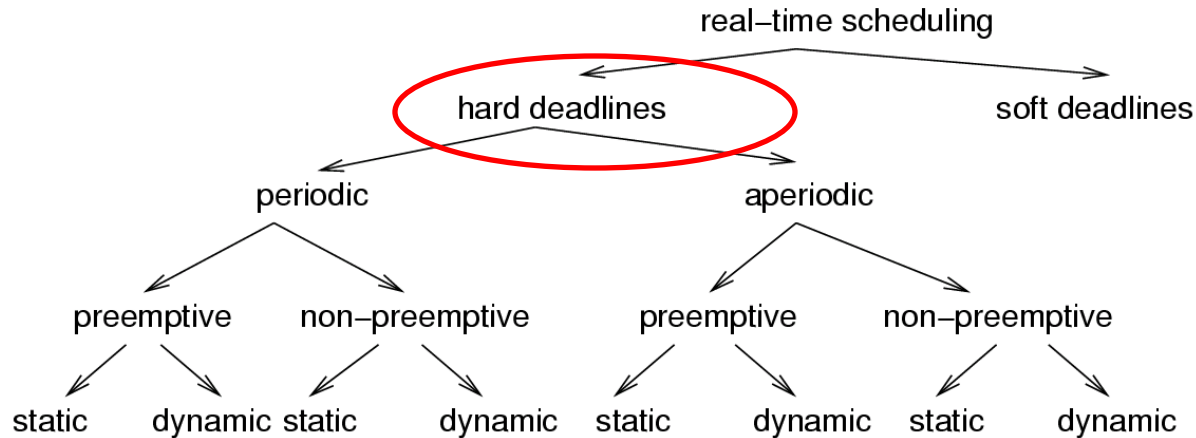 real−time scheduling
hard deadlines soft deadlines
periodic aperiodic
preemptive non−preemptive preemptive non−preemptive
static dynamic static dynamic static dynamic static dynamic